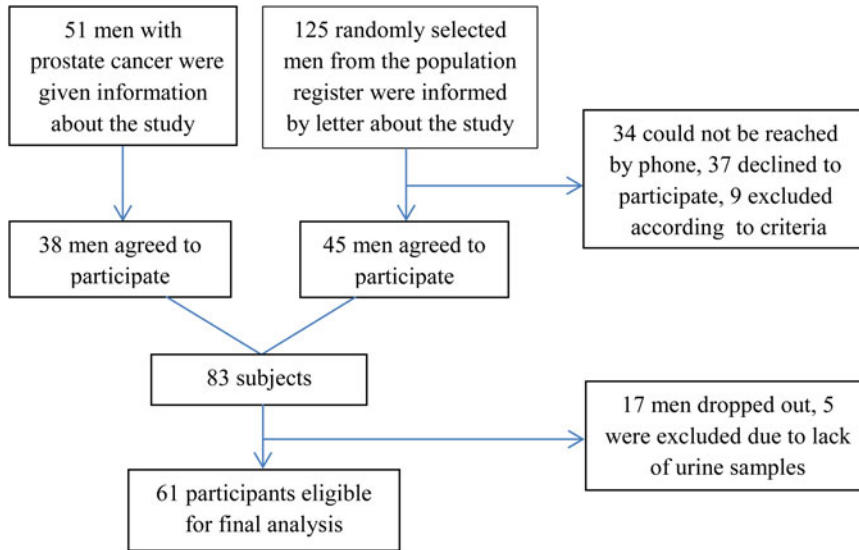 51 men with
prostate cancer were
given information
about the study
125 randomly selected
men from the population
register were informed
by letter about the study
34 could not be reached
by phone, 37 declined to
participate, 9 excluded
according to criteria
38 men agreed to
participate
45 men agreed to
participate
83 subjects
17 men dropped out, 5
were excluded due to lack
of urine samples
61 participants eligible
for final analysis